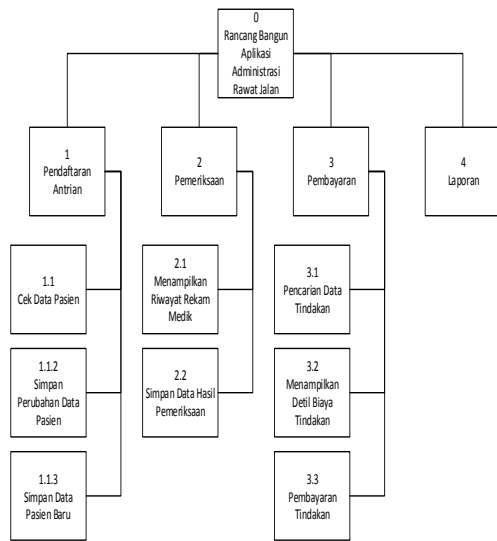 0
Rancang Bangun
Aplikasi
Administrasi
Rawat Jalan
1
Pendaftaran
Antrian
2
Pemeriksaan
3
Pembayaran
4
Laporan
1.1
Cek Data Pasien
2.1
Menampilkan
Riwayat Rekam
Medik
3.1
Pencarian Data
Tindakan
1.1.2
Simpan
Perubahan Data
Pasien
2.2
Simpan Data Hasil
Pemeriksaan
3.2
Menampilkan
Detil Biaya
Tindakan
1.1.3
Simpan Data
Pasien Baru
3.3
Pembayaran
Tindakan